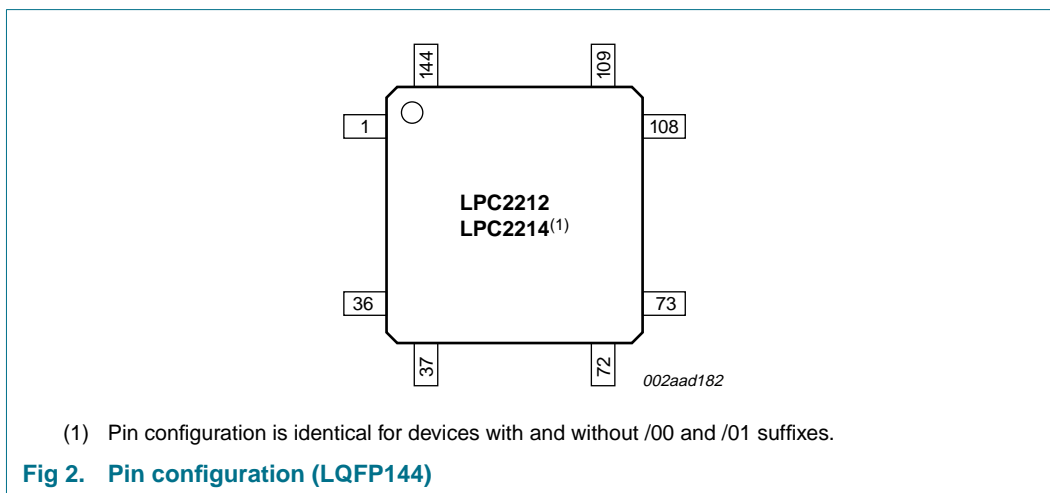 144
109
1
108
LPC2212
LPC2214(1)
36
73
37
72
002aad182
(1) Pin configuration is identical for devices with and without /00 and /01 suffixes.
Fig 2. Pin configuration (LQFP144)